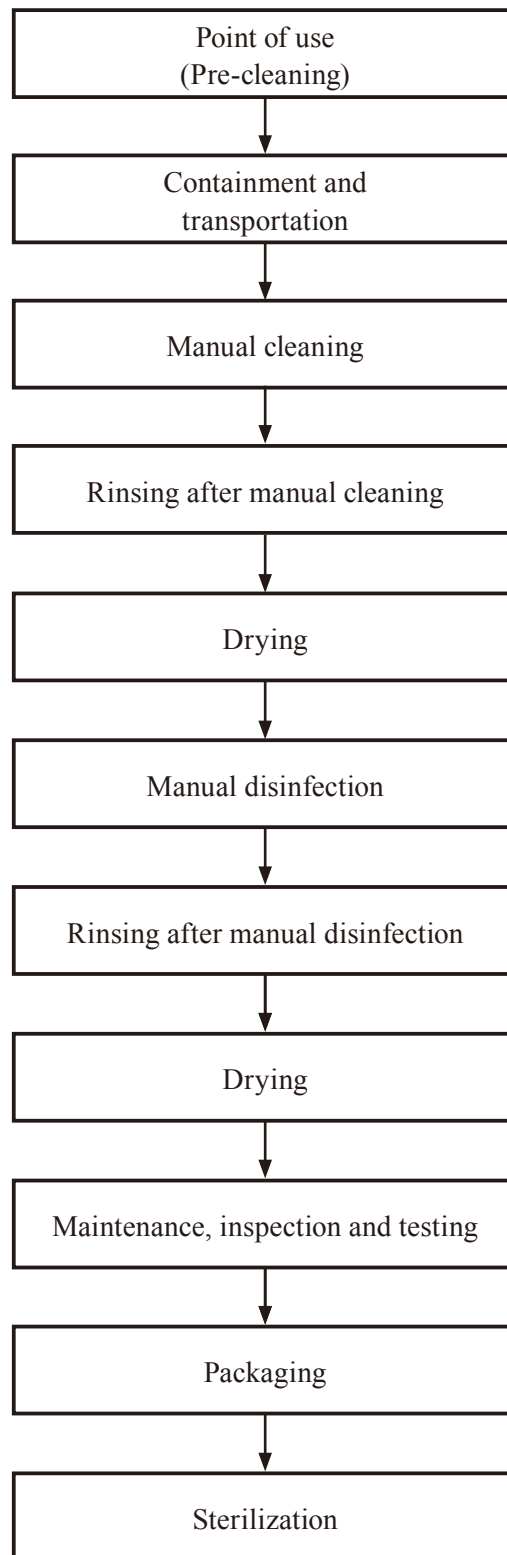 Point of use
(Pre-cleaning)
Containment and
transportation
Manual cleaning
Rinsing after manual cleaning
Drying
Manual disinfection
Rinsing after manual disinfection
Drying
Maintenance, inspection and testing
Packaging
Sterilization